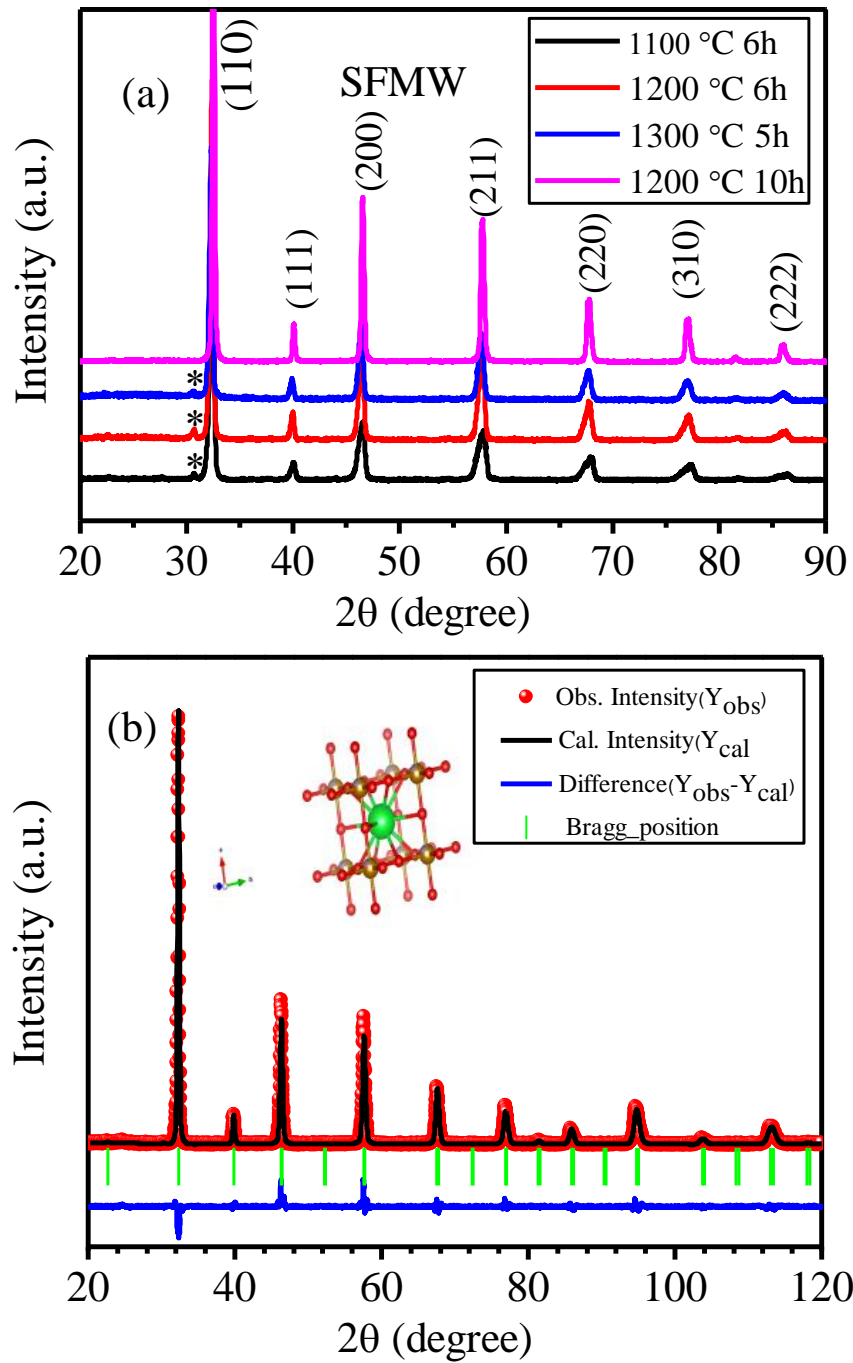 (a)
SFMW
1100 °C 6h
1200 °C 6h
1300 °C 5h
1200 °C 10h
(110)
(111)
(200)
(211)
(220)
(310)
(222)
*
*
*
Intensity (a.u.)
20 30 40 50 60 70 80 90
2θ (degree)
(b)
Obs. Intensity(Yobs)
Cal. Intensity(Ycal
Difference(Yobs-Ycal)
Bragg_position
Intensity (a.u.)
20 40 60 80 100 120
2θ (degree)